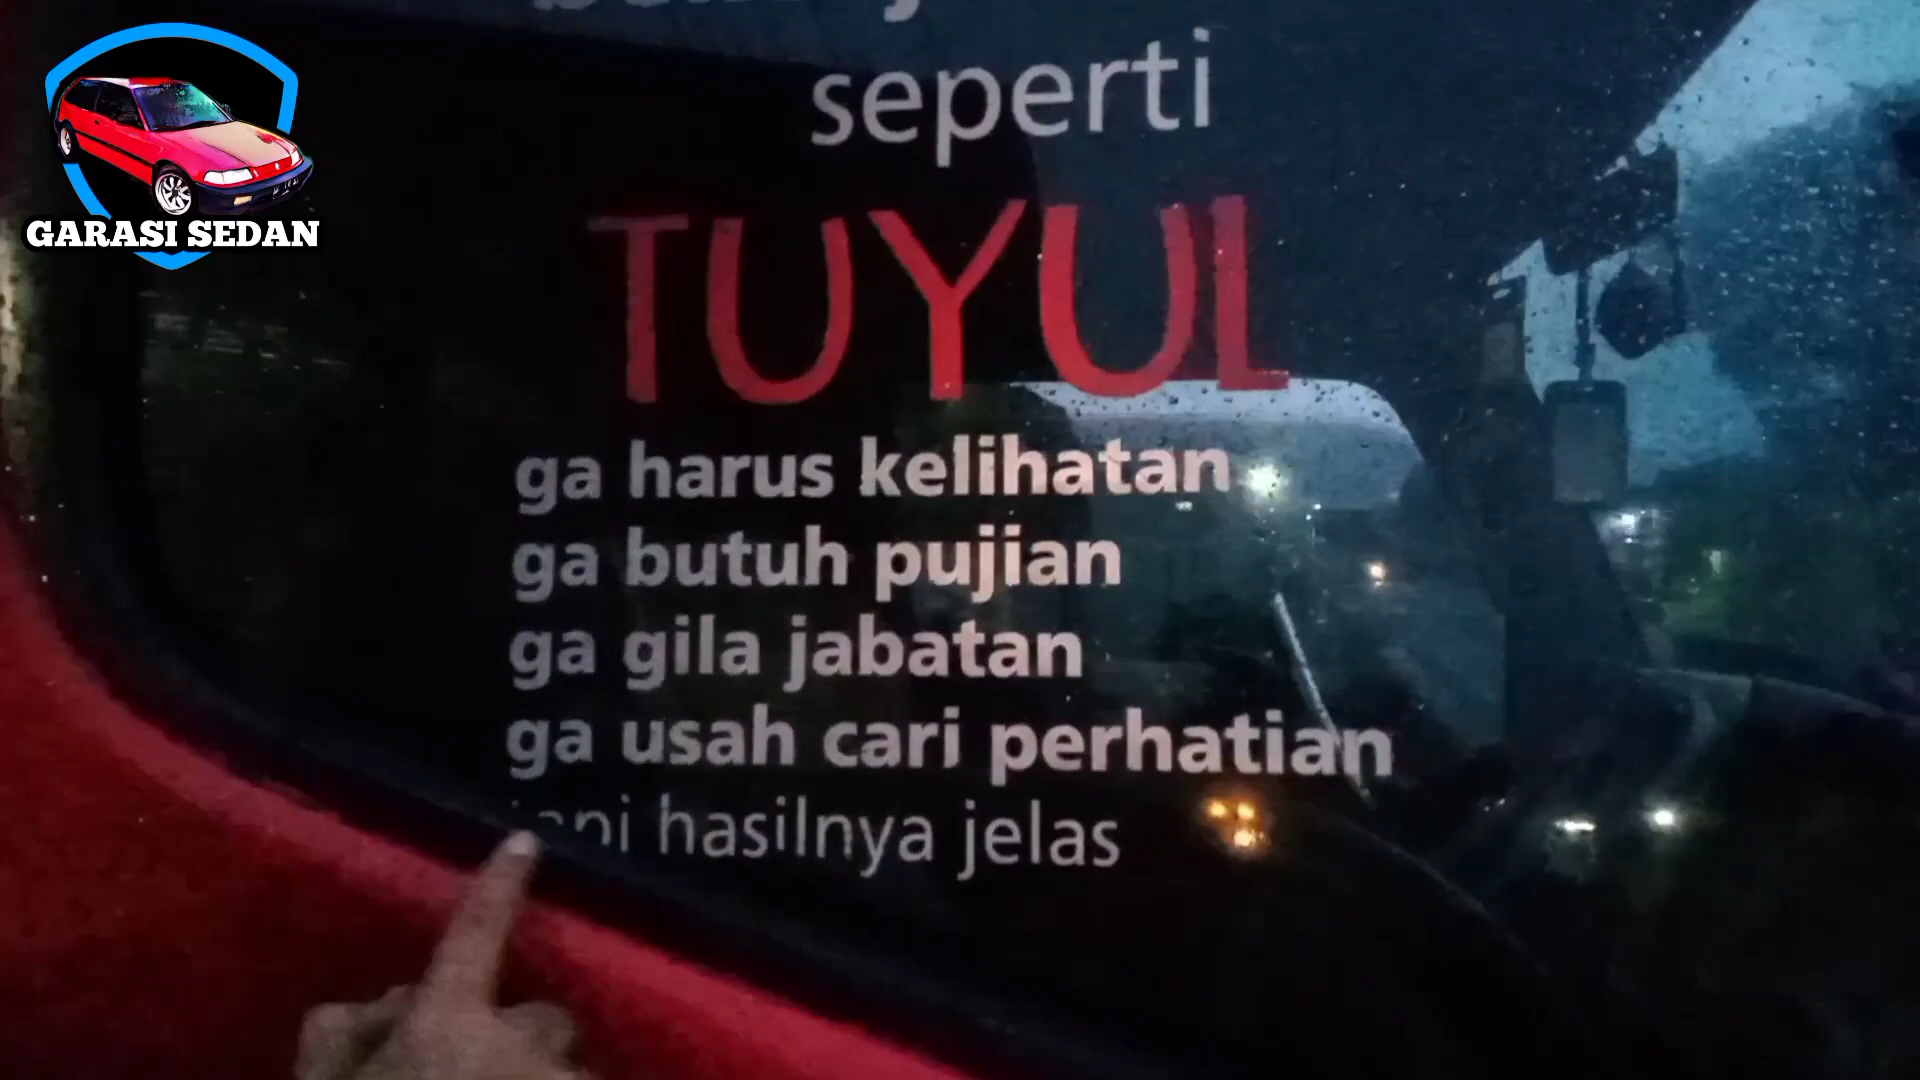 GARASI SEDAN
seperti
TUYUL
ga harus kelihatan
ga butuh pujian
ga gila jabatan
ga usah cari perhatian
hasilnya jelas